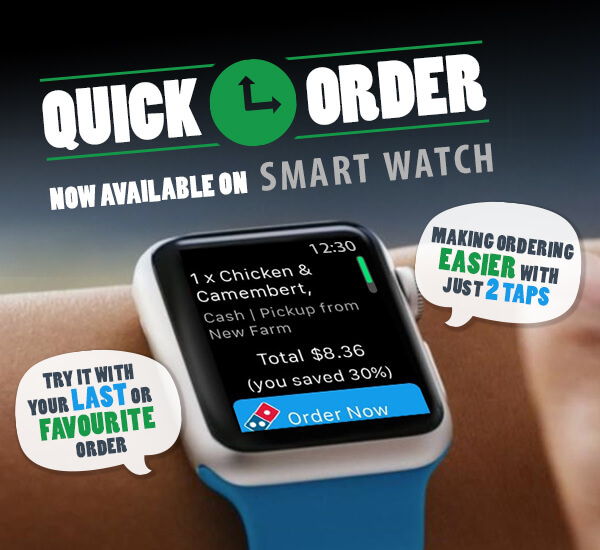 QUICK ORDER
NOW AVAILABLE ON SMART WATCH
12:30
1 x Chicken &
Camembert,
Cash | Pickup from
New Farm
Total $8.36
(you saved 30%)
Order Now
MAKING ORDERING
EASIER WITH
JUST 2 TAPS
TRY IT WITH
YOUR LAST OR
FAVOURITE
ORDER